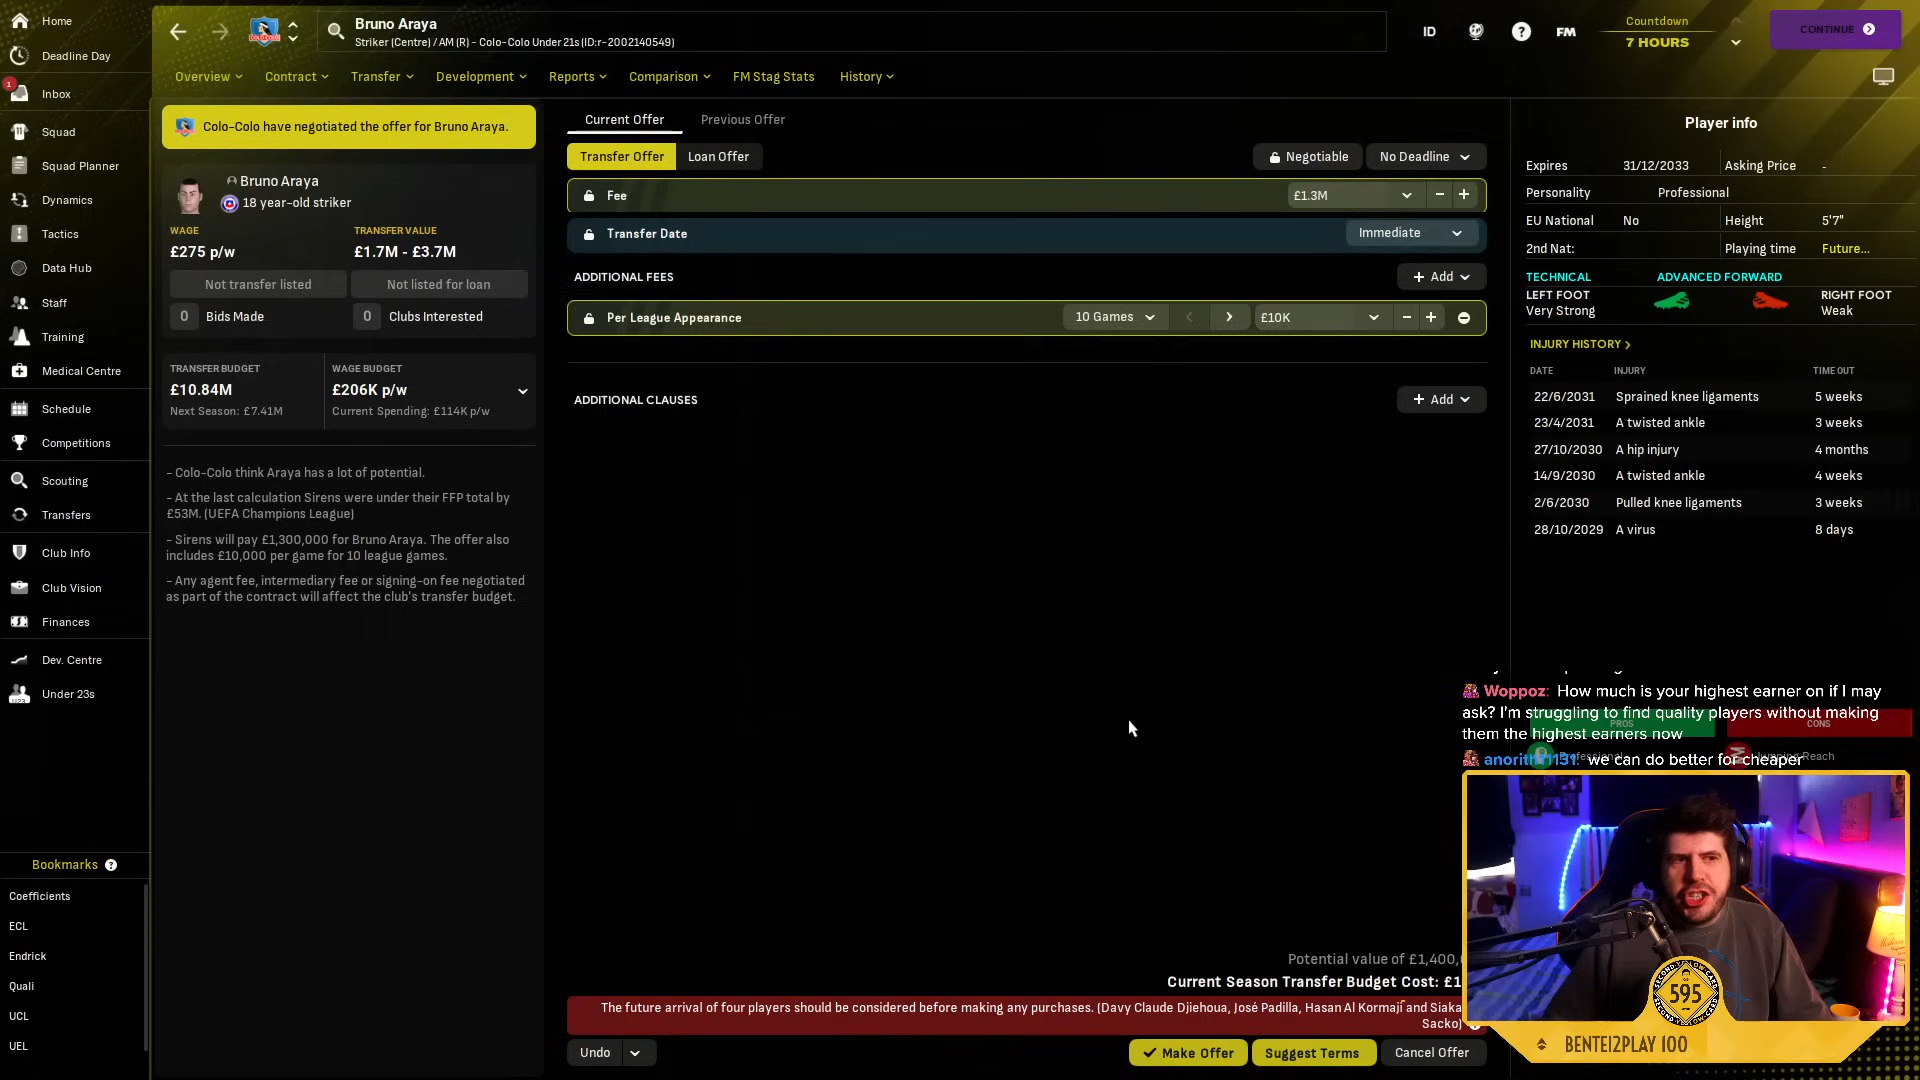 Home
Deadline Day
1
Inbox
Squad
Squad Planner
Dynamics
Tactics
Data Hub
Staff
Training
Medical Centre
Schedule
Competitions
Scouting
Transfers
Club Info
Club Vision
Finances
Dev. Centre
Under 23s
Bookmarks ?
Coefficients
ECL
Endrick
Quali
UCL
UEL
Bruno Araya
Striker (Centre) / AM (R) - Colo-Colo Under 21s (ID:r-2002140549)
ID
?
FM
Countdown
7 HOURS
CONTINUE
Overview
Contract
Transfer
Development
Reports
Comparison
FM Stag Stats
History
Colo-Colo have negotiated the offer for Bruno Araya.
Bruno Araya
18 year-old striker
WAGE
TRANSFER VALUE
£275 p/w
£1.7M - £3.7M
Not transfer listed
Not listed for loan
0 Bids Made
0 Clubs Interested
TRANSFER BUDGET
WAGE BUDGET
£10.84M
£206K p/w
Next Season: £7.41M
Current Spending: £114K p/w
- Colo-Colo think Araya has a lot of potential.
- At the last calculation Sirens were under their FFP total by
£53M. (UEFA Champions League)
- Sirens will pay £1,300,000 for Bruno Araya. The offer also
includes £10,000 per game for 10 league games.
- Any agent fee, intermediary fee or signing-on fee negotiated
as part of the contract will affect the club's transfer budget.
Current Offer
Previous Offer
Transfer Offer
Loan Offer
Negotiable
No Deadline
Fee
£1.3M
Transfer Date
Immediate
ADDITIONAL FEES
+ Add
Per League Appearance
10 Games
£10K
ADDITIONAL CLAUSES
+ Add
Potential value of £1,400,
Current Season Transfer Budget Cost: £1
The future arrival of four players should be considered before making any purchases. (Davy Claude Djiehoua, José Padilla, Hasan Al Kormaji and Siaka
Sacko)
Undo
Make Offer
Suggest Terms
Cancel Offer
Player info
Expires 31/12/2033
Asking Price -
Personality Professional
EU National No
Height 5'7"
2nd Nat:
Playing time Future...
TECHNICAL
ADVANCED FORWARD
LEFT FOOT
Very Strong
RIGHT FOOT
Weak
INJURY HISTORY
DATE INJURY TIME OUT
22/6/2031 Sprained knee ligaments 5 weeks
23/4/2031 A twisted ankle 3 weeks
27/10/2030 A hip injury 4 months
14/9/2030 A twisted ankle 4 weeks
2/6/2030 Pulled knee ligaments 3 weeks
28/10/2029 A virus 8 days
Woppoz: How much is your highest earner on if I may
ask? I'm struggling to find quality players without making
them the highest earners now
PROS
CONS
Professional
Jumping Reach
we can do better for cheaper
595
BENTEI2PLAY 100